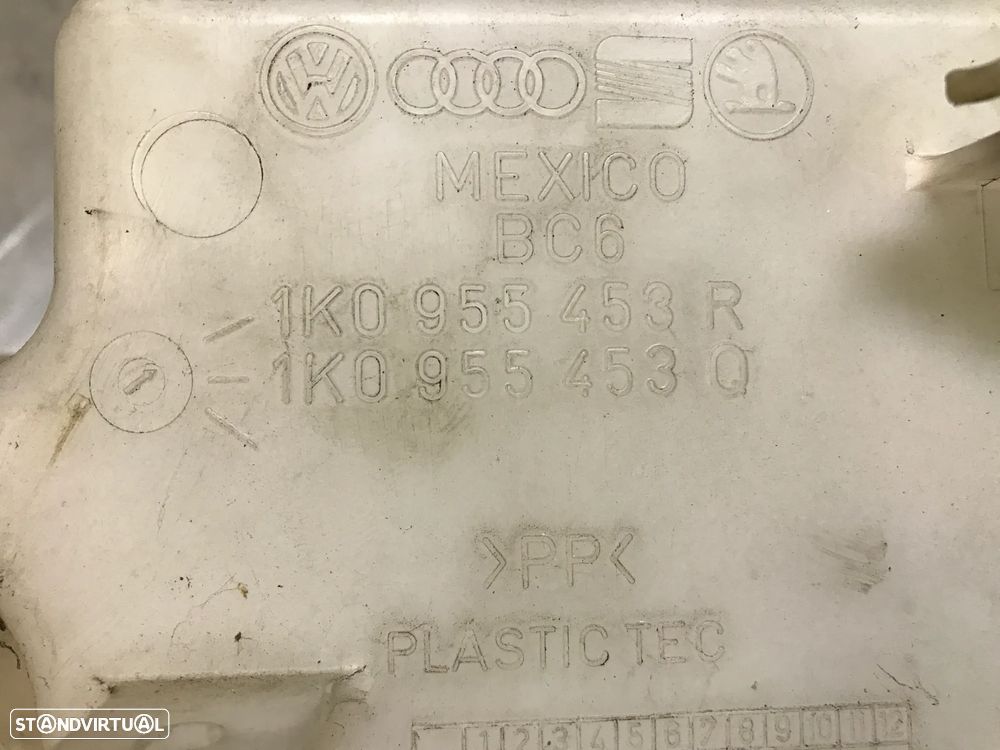 MEXICO
BC6
1K0 955 453 R
1K0 955 453 Q
>PP<
PLASTIC TEC
1 2 3 4 5 6 7 8 9 10 11 12
STANDVIRTUAL